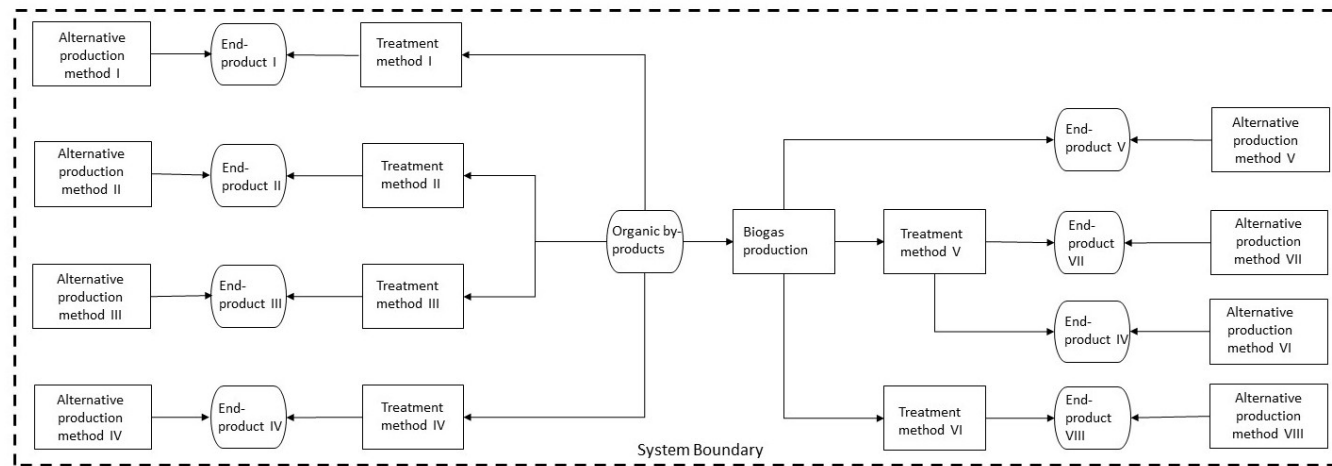 Alternative
production
method I
End-
product I
Treatment
method I
Alternative
production
method II
End-
product II
Treatment
method II
Alternative
production
method III
End-
product III
Treatment
method III
Alternative
production
method IV
End-
product IV
Treatment
method IV
Organic by-
products
Biogas
production
End-
product V
Alternative
production
method V
Treatment
method V
End-
product
VII
Alternative
production
method VII
End-
product IV
Alternative
production
method VI
Treatment
method VI
End-
product
VIII
Alternative
production
method VIII
System Boundary